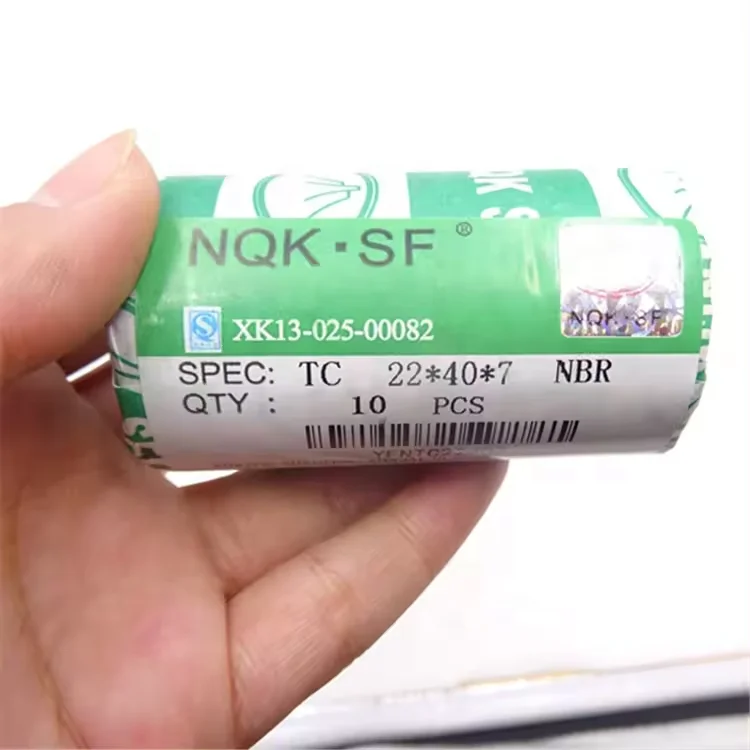 NQK·SF®
NQK·SF
XK13-025-00082
SPEC: TC 22*40*7 NBR
QTY : 10 PCS